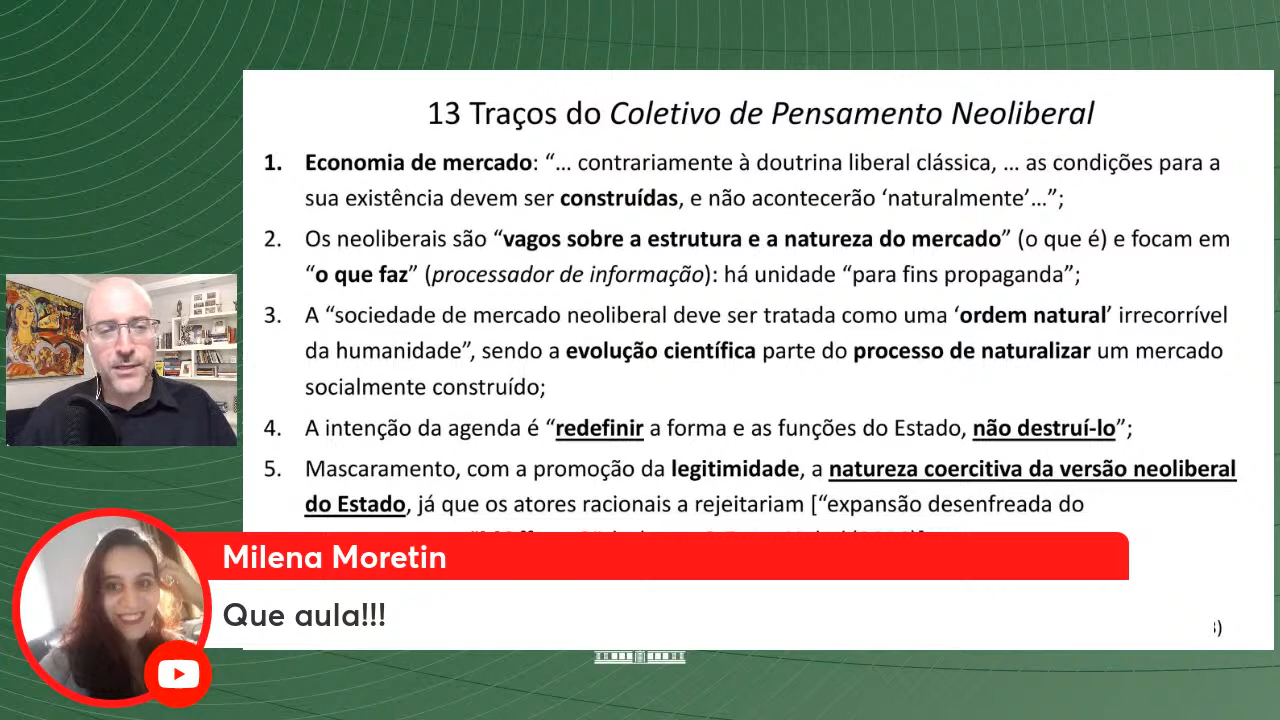 13 Traços do Coletivo de Pensamento Neoliberal
1. Economia de mercado: “… contrariamente à doutrina liberal clássica, … as condições para a
sua existência devem ser construídas, e não acontecerão ‘naturalmente’…”;
2. Os neoliberais são “vagos sobre a estrutura e a natureza do mercado” (o que é) e focam em
“o que faz” (processador de informação): há unidade “para fins propaganda”;
3. A “sociedade de mercado neoliberal deve ser tratada como uma ‘ordem natural’ irrecorrível
da humanidade”, sendo a evolução científica parte do processo de naturalizar um mercado
socialmente construído;
4. A intenção da agenda é “redefinir a forma e as funções do Estado, não destruí-lo”;
5. Mascaramento, com a promoção da legitimidade, a natureza coercitiva da versão neoliberal
do Estado, já que os atores racionais a rejeitariam [“expansão desenfreada do
Milena Moretin
Que aula!!!